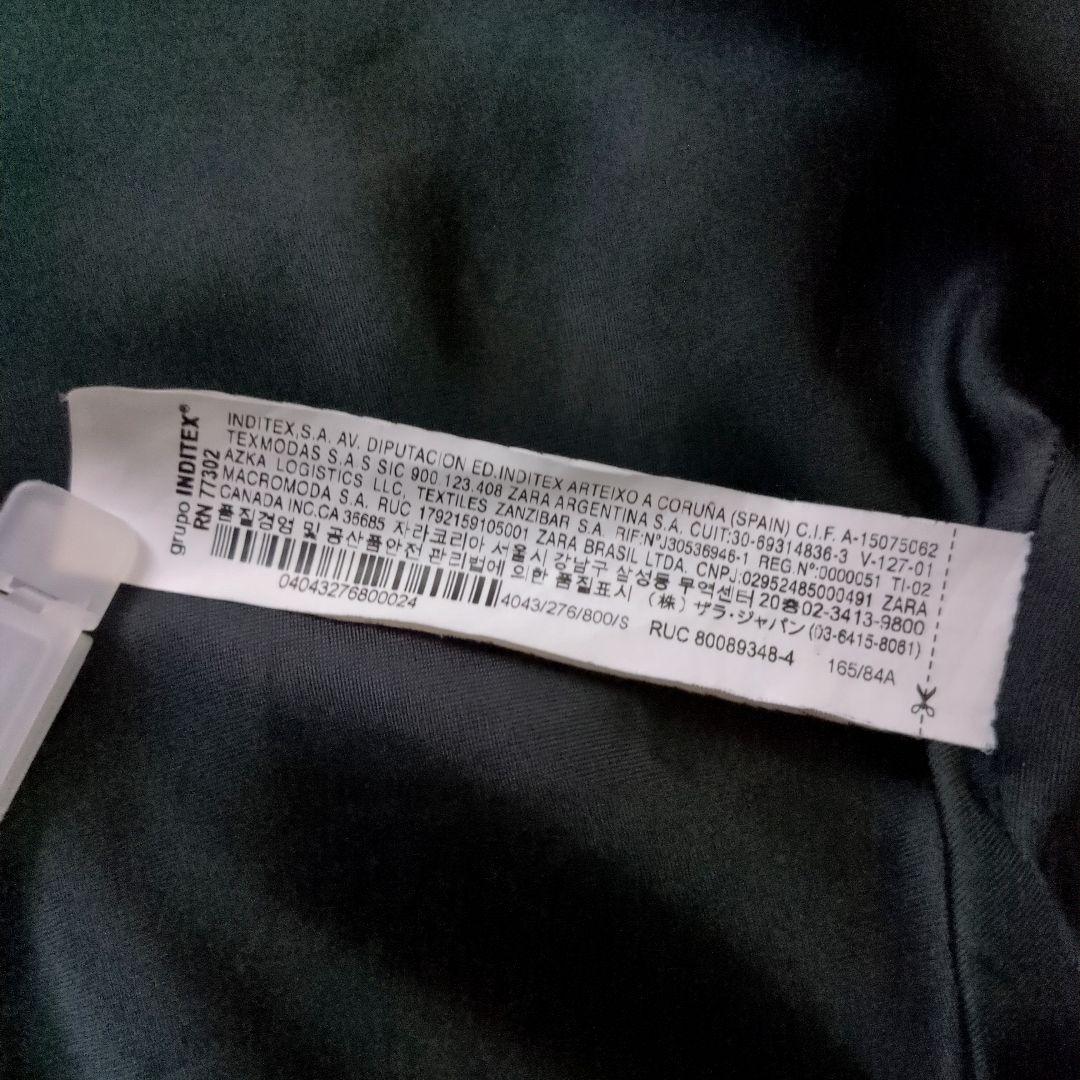 grupo INDITEX®
RN 77302
INDITEX,S.A. AV. DIPUTACION ED.INDITEX ARTEIXO A CORUÑA (SPAIN) C.I.F. A-15075062
TEXMODAS S.A.S SIC 900.123.408 ZARA ARGENTINA S.A. CUIT:30-69314836-3 V-127-01
AZKA LOGISTICS LLC, TEXTILES ZANZIBAR S.A. RIF:NºJ30536946-1 REG.Nº:0000051 TI-02
MACROMODA S.A. RUC 1792159105001 ZARA BRASIL LTDA. CNPJ:02952485000491 ZARA
CANADA INC.CA 36685 자라코리아 서울시 강남구 삼성동 무역센터 20층 02-3413-9800
품질경영 및 공산품안전 관리법에 의한 품질표시 (株) ザラ・ジャパン (03-6415-8061)
04043276800024
4043/276/800/S RUC 80089348-4 165/84A